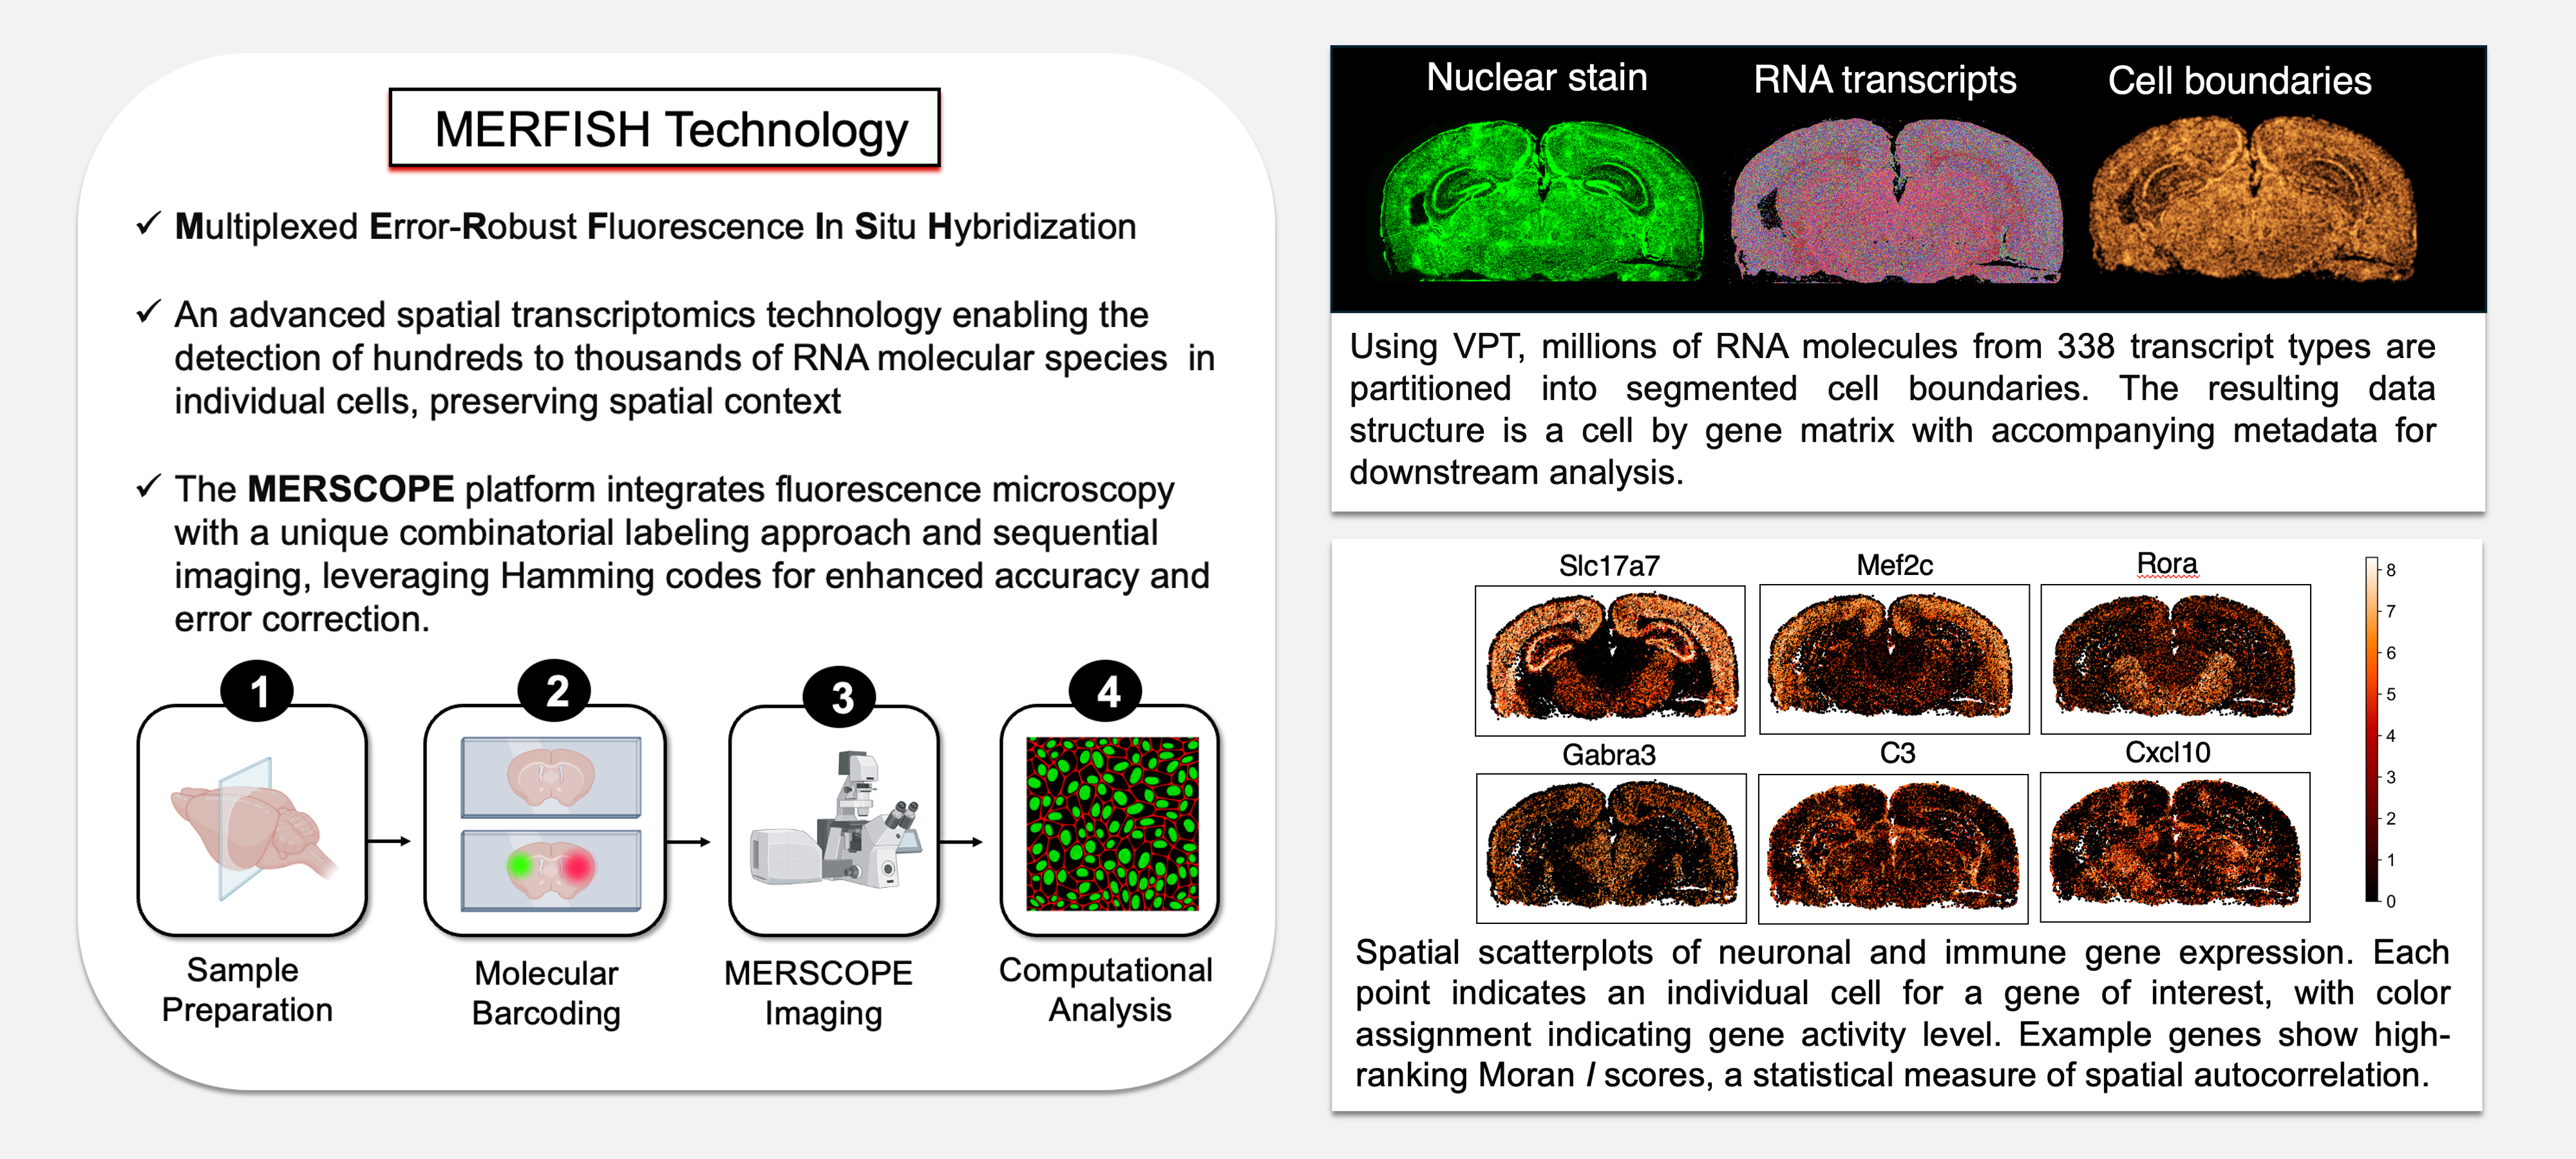 MERFISH Technology
Multiplexed Error-Robust Fluorescence In Situ Hybridization
An advanced spatial transcriptomics technology enabling the
detection of hundreds to thousands of RNA molecular species in
individual cells, preserving spatial context
The MERSCOPE platform integrates fluorescence microscopy
with a unique combinatorial labeling approach and sequential
imaging, leveraging Hamming codes for enhanced accuracy and
error correction.
1
2
3
4
Sample
Preparation
Molecular
Barcoding
MERSCOPE
Imaging
Computational
Analysis
Nuclear stain
RNA transcripts
Cell boundaries
Using VPT, millions of RNA molecules from 338 transcript types are
partitioned into segmented cell boundaries. The resulting data
structure is a cell by gene matrix with accompanying metadata for
downstream analysis.
Slc17a7
Mef2c
Rora
Gabra3
C3
Cxcl10
8
7
6
5
4
3
2
1
0
Spatial scatterplots of neuronal and immune gene expression. Each
point indicates an individual cell for a gene of interest, with color
assignment indicating gene activity level. Example genes show high-
ranking Moran I scores, a statistical measure of spatial autocorrelation.